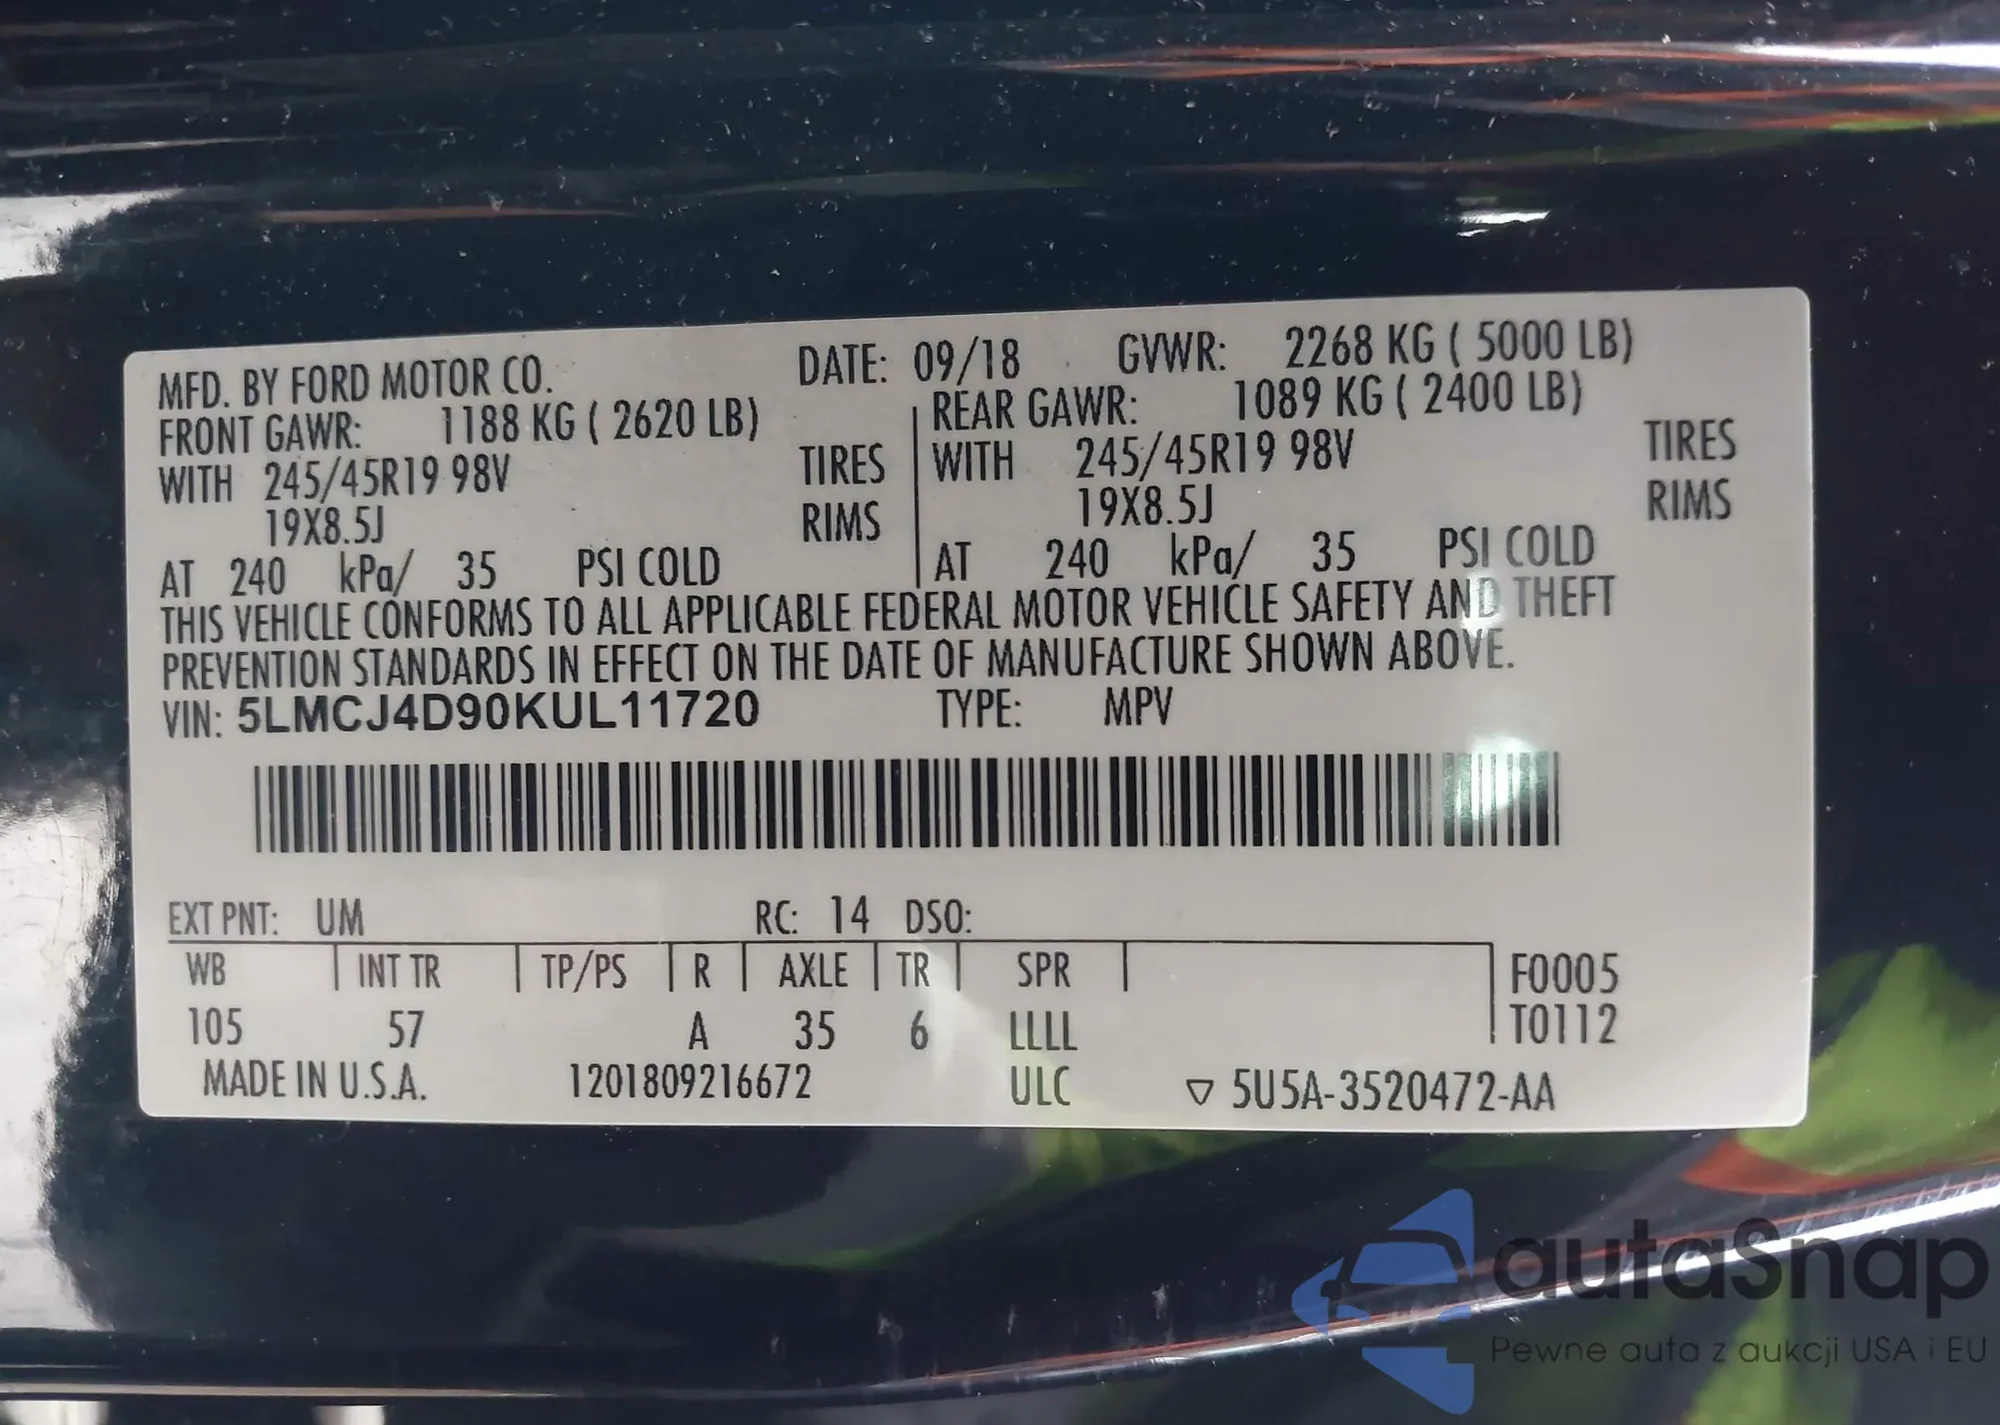 MFD. BY FORD MOTOR CO. DATE: 09/18 GVWR: 2268 KG ( 5000 LB)
FRONT GAWR: 1188 KG ( 2620 LB) REAR GAWR: 1089 KG ( 2400 LB)
WITH 245/45R19 98V TIRES WITH 245/45R19 98V TIRES
19X8.5J RIMS 19X8.5J RIMS
AT 240 kPa/ 35 PSI COLD AT 240 kPa/ 35 PSI COLD
THIS VEHICLE CONFORMS TO ALL APPLICABLE FEDERAL MOTOR VEHICLE SAFETY AND THEFT
PREVENTION STANDARDS IN EFFECT ON THE DATE OF MANUFACTURE SHOWN ABOVE.
VIN: 5LMCJ4D90KUL11720 TYPE: MPV
EXT PNT: UM RC: 14 DSO:
WB INT TR TP/PS R AXLE TR SPR F0005
105 57 A 35 6 LLLL T0112
MADE IN U.S.A. 1201809216672 ULC ▽ 5U5A-3520472-AA
autaSnap
Pewne auta z aukcji USA i EU